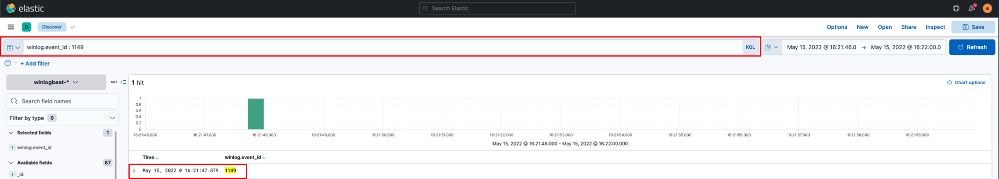 elastic
Search Elastic
e
D
Discover
Options New Open Share Inspect Save
winlog.event_id : 1149
KQL
May 15, 2022 @ 16:21:46.0 → May 15, 2022 @ 16:22:00.0
Refresh
+ Add filter
winlogbeat-*
1 hit
Chart options
Search field names
Filter by type 0
Selected fields 1
t winlog.event_id
Available fields 87
t _id
1
0.8
0.6
0.4
0.2
0
16:21:46.000 16:21:47.000 16:21:48.000 16:21:49.000 16:21:50.000 16:21:51.000 16:21:52.000 16:21:53.000 16:21:54.000 16:21:55.000 16:21:56.000 16:21:57.000 16:21:58.000 16:21:59.000
May 15, 2022 @ 16:21:46.000 - May 15, 2022 @ 16:22:00.000
Time ↓ winlog.event_id ↓
May 15, 2022 @ 16:21:47.879 1149